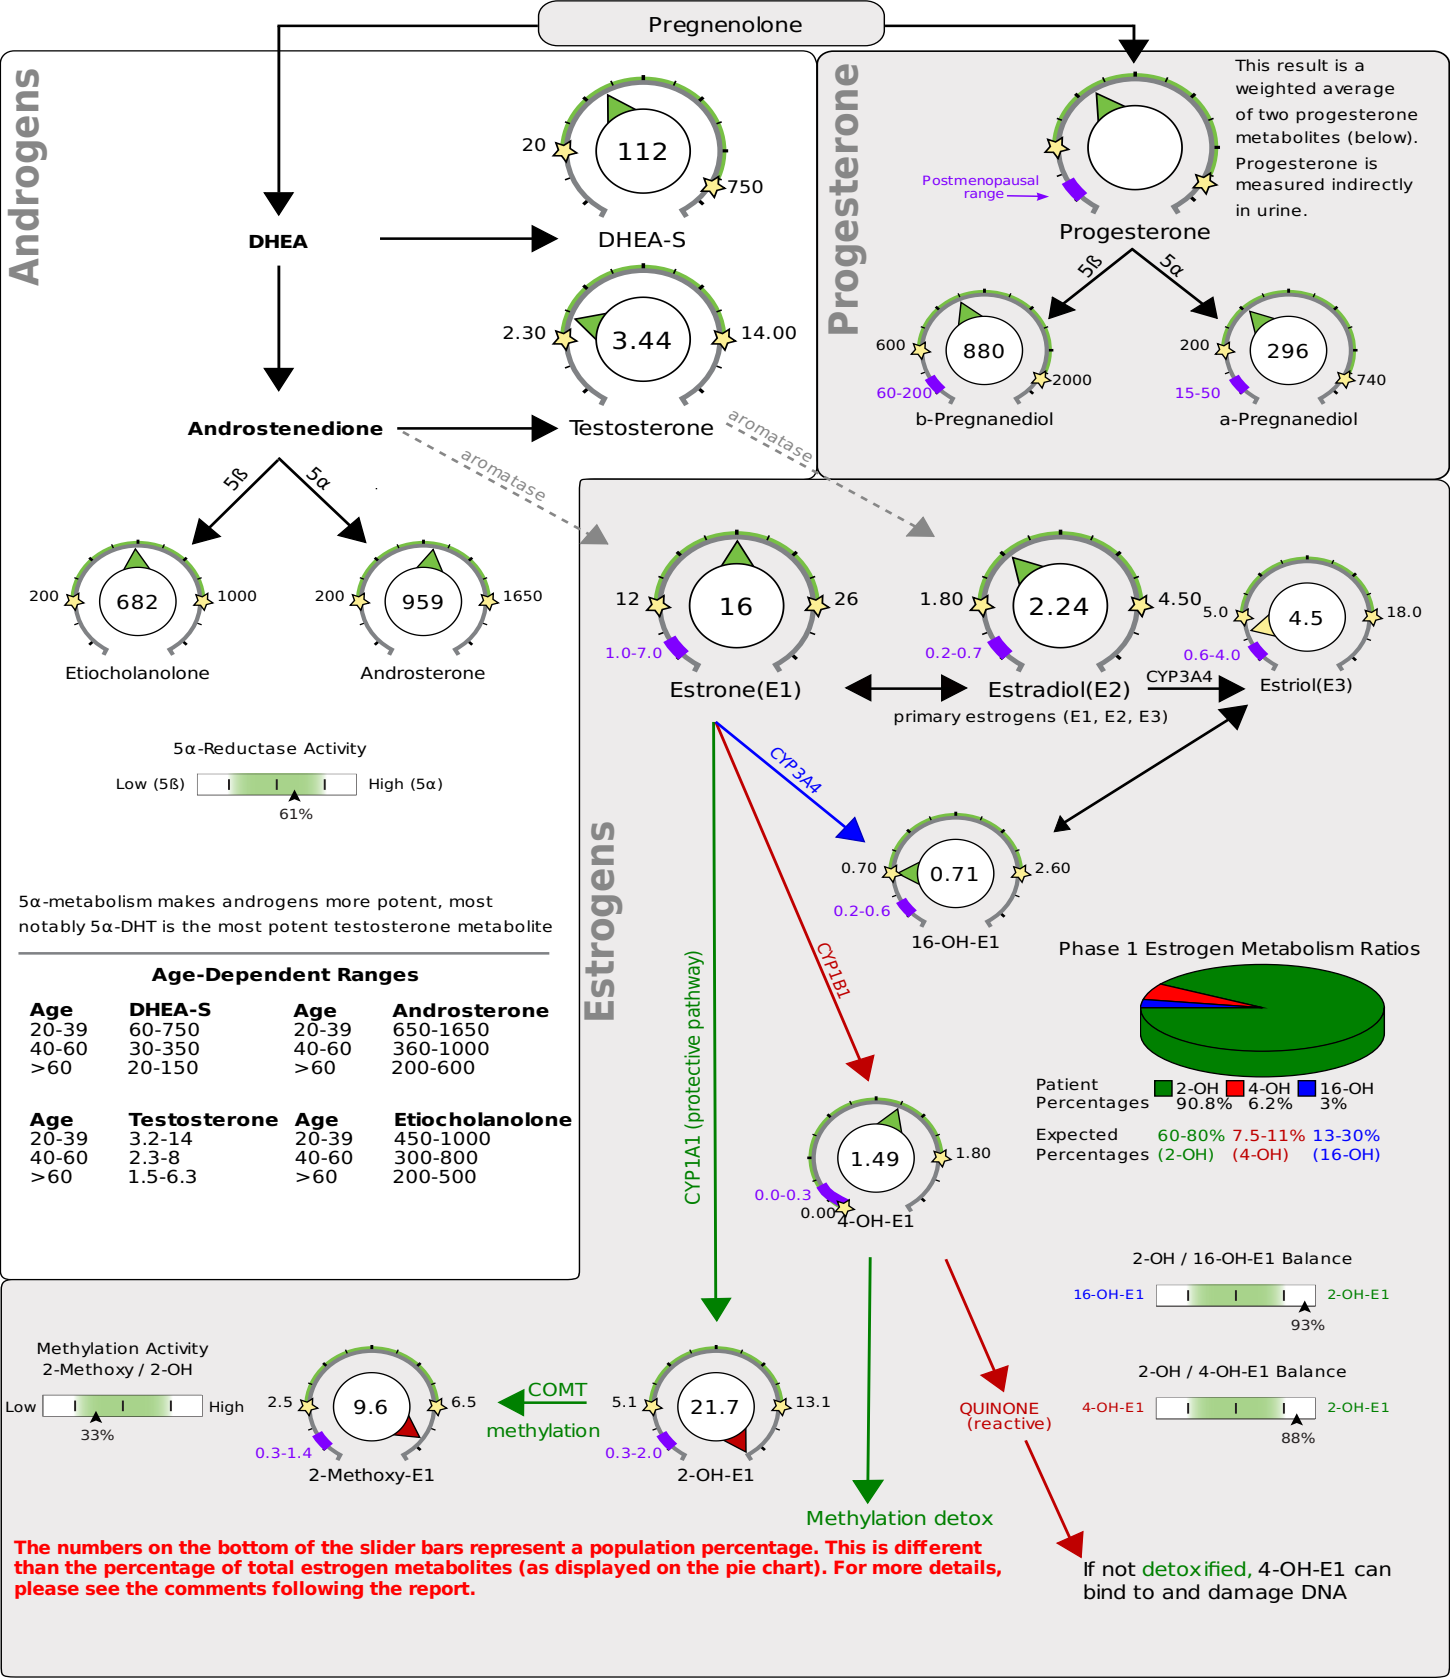 Pregnenolone
Androgens
20
112
750
DHEA
DHEA-S
2.30
3.44
14.00
Androstenedione
Testosterone
aromatase
aromatase
5ß
5α
200
682
1000
Etiocholanolone
200
959
1650
Androsterone
5α-Reductase Activity
Low (5ß)
High (5α)
61%
5α-metabolism makes androgens more potent, most
notably 5α-DHT is the most potent testosterone metabolite
Age-Dependent Ranges
Age DHEA-S Age Androsterone
20-39 60-750 20-39 650-1650
40-60 30-350 40-60 360-1000
>60 20-150 >60 200-600
Age Testosterone Age Etiocholanolone
20-39 3.2-14 20-39 450-1000
40-60 2.3-8 40-60 300-800
>60 1.5-6.3 >60 200-500
Progesterone
This result is a
weighted average
of two progesterone
metabolites (below).
Progesterone is
measured indirectly
in urine.
Postmenopausal
range
Progesterone
5ß
5α
600
880
2000
60-200
b-Pregnanediol
200
296
740
15-50
a-Pregnanediol
Estrogens
12
16
26
1.0-7.0
Estrone(E1)
1.80
2.24
4.50
0.2-0.7
Estradiol(E2)
CYP3A4
5.0
4.5
18.0
0.6-4.0
Estriol(E3)
primary estrogens (E1, E2, E3)
CYP3A4
0.70
0.71
2.60
0.2-0.6
16-OH-E1
CYP1B1
CYP1A1 (protective pathway)
Phase 1 Estrogen Metabolism Ratios
Patient
Percentages
2-OH 4-OH 16-OH
90.8% 6.2% 3%
Expected
Percentages
60-80% 7.5-11% 13-30%
(2-OH) (4-OH) (16-OH)
1.49
1.80
0.0-0.3
0.00
4-OH-E1
2-OH / 16-OH-E1 Balance
16-OH-E1
2-OH-E1
93%
2-OH / 4-OH-E1 Balance
4-OH-E1
2-OH-E1
88%
Methylation Activity
2-Methoxy / 2-OH
Low
High
33%
2.5
9.6
6.5
0.3-1.4
2-Methoxy-E1
COMT
methylation
5.1
21.7
13.1
0.3-2.0
2-OH-E1
QUINONE
(reactive)
Methylation detox
If not detoxified, 4-OH-E1 can
bind to and damage DNA
The numbers on the bottom of the slider bars represent a population percentage. This is different
than the percentage of total estrogen metabolites (as displayed on the pie chart). For more details,
please see the comments following the report.